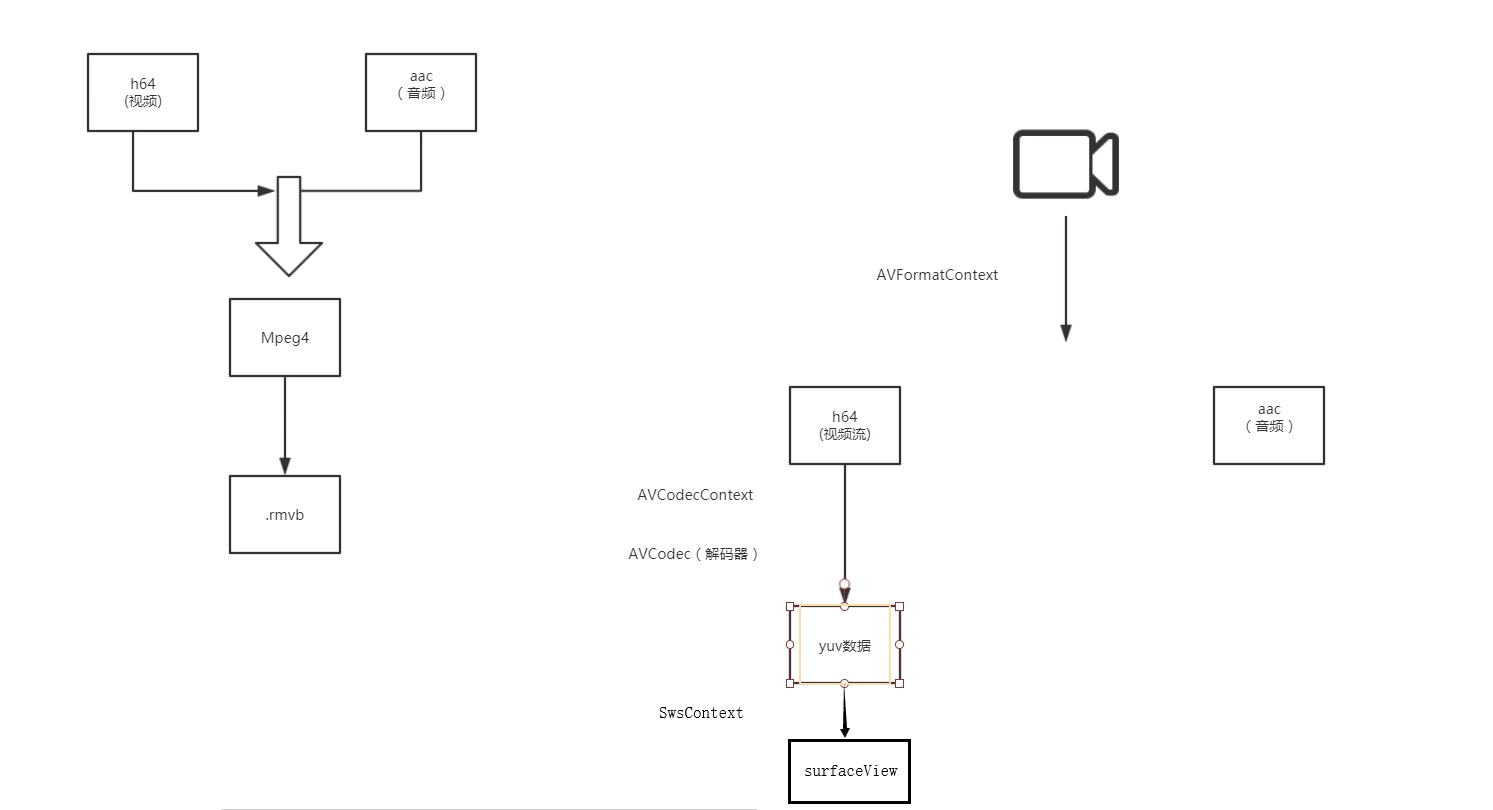 h64
(视频)
aac
（音频）
Mpeg4
.rmvb
AVFormatContext
h64
(视频流)
aac
（音频）
AVCodecContext
AVCodec（解码器）
yuv数据
SwsContext
surfaceView